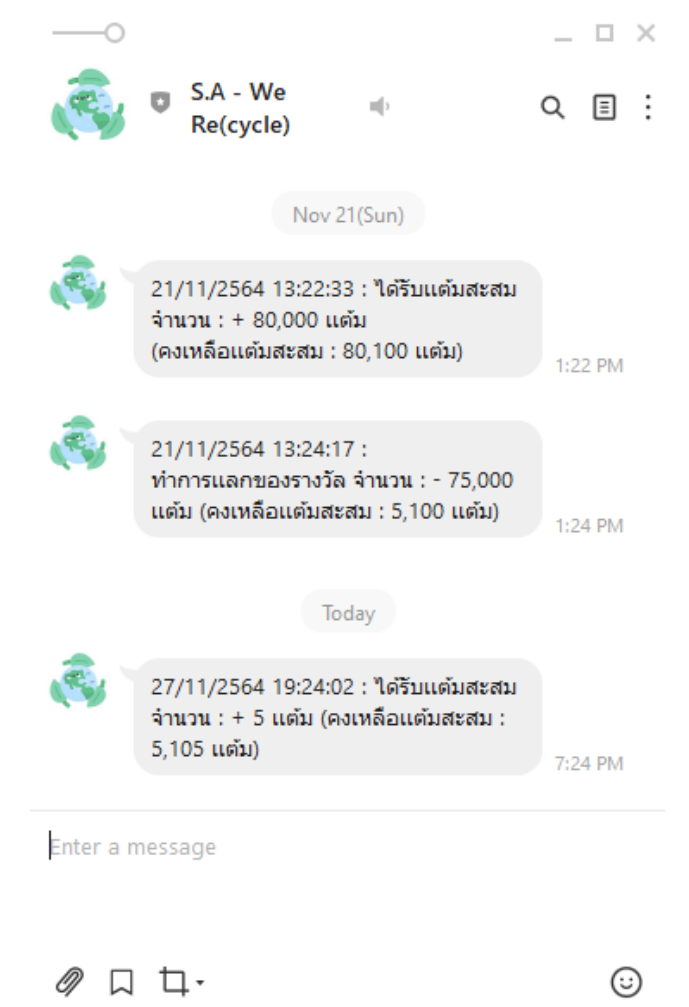 S.A - We
Re(cycle)
Nov 21(Sun)
21/11/2564 13:22:33 : ได้รับแต้มสะสม
จำนวน : + 80,000 แต้ม
(คงเหลือแต้มสะสม : 80,100 แต้ม)
1:22 PM
21/11/2564 13:24:17 :
ทำการแลกของรางวัล จำนวน : - 75,000
แต้ม (คงเหลือแต้มสะสม : 5,100 แต้ม)
1:24 PM
Today
27/11/2564 19:24:02 : ได้รับแต้มสะสม
จำนวน : + 5 แต้ม (คงเหลือแต้มสะสม :
5,105 แต้ม)
7:24 PM
Enter a message